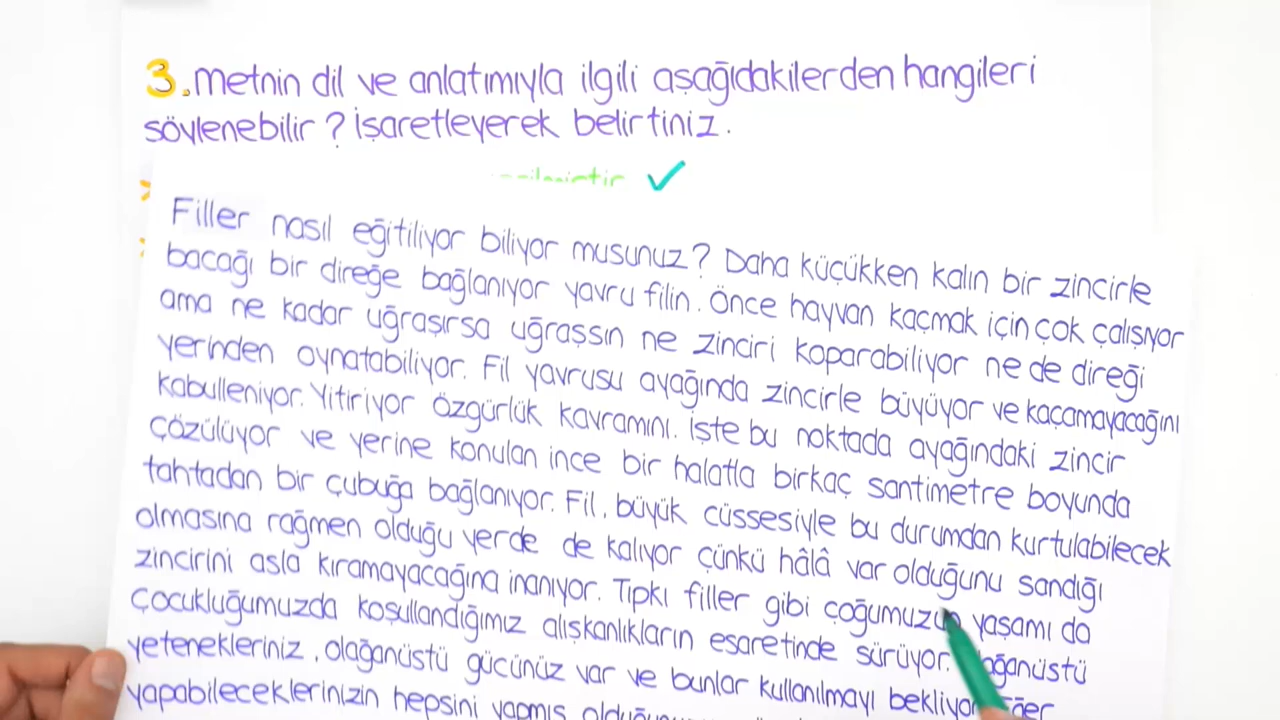 3. metnin dil ve anlatımıyla ilgili aşağıdakilerden hangileri
söylenebilir? İşaretleyerek belirtiniz.
Filler nasıl eğitiliyor biliyor musunuz? Daha küçükken kalın bir zincirle
bacağı bir direğe bağlanıyor yavru filin. Önce hayvan kaçmak için çok çalışıyor
ama ne kadar uğraşırsa uğraşsın ne zinciri koparabiliyor ne de direği
yerinden oynatabiliyor. Fil yavrusu ayağında zincirle büyüyor ve kaçamayacağını
kabulleniyor. Yitiriyor özgürlük kavramını. İşte bu noktada ayağındaki zincir
çözülüyor ve yerine konulan ince bir halatla birkaç santimetre boyunda
tahtadan bir çubuğa bağlanıyor. Fil, büyük cüssesiyle bu durumdan kurtulabilecek
olmasına rağmen olduğu yerde de kalıyor çünkü hâlâ var olduğunu sandığı
zincirini asla kıramayacağına inanıyor. Tıpkı filler gibi çoğumuzun yaşamı da
çocukluğumuzda koşullandığımız alışkanlıkların esaretinde sürüyor.
yetenekleriniz, olağanüstü gücünüz var ve bunlar kullanılmayı
yapabileceklerinizin hepsini yapmış